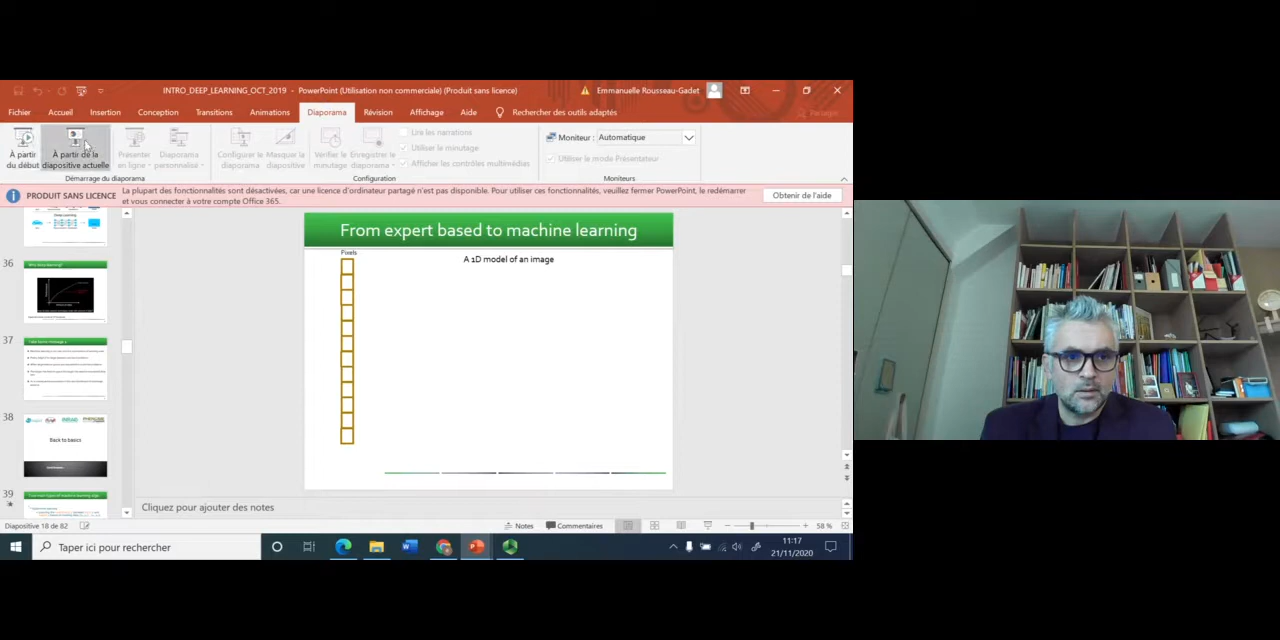 INTRO_DEEP_LEARNING_OCT_2019 - PowerPoint (Utilisation non commerciale) (Produit sans licence)
Emmanuelle Rousseau-Gadet
Fichier Accueil Insertion Conception Transitions Animations Diaporama Révision Affichage Aide Rechercher des outils adaptés Partager
À partir du début
À partir de la diapositive actuelle
Présenter en ligne
Diaporama personnalisé
Démarrage du diaporama
Configurer le diaporama
Masquer la diapositive
Vérifier le minutage
Enregistrer le diaporama
Lire les narrations
Utiliser le minutage
Afficher les contrôles multimédias
Configuration
Moniteur : Automatique
Utiliser le mode Présentateur
Moniteurs
PRODUIT SANS LICENCE
La plupart des fonctionnalités sont désactivées, car une licence d'ordinateur partagé n'est pas disponible. Pour utiliser ces fonctionnalités, veuillez fermer PowerPoint, le redémarrer
et vous connecter à votre compte Office 365.
Obtenir de l'aide
36
37
38
Back to basics
39
From expert based to machine learning
Pixels
A 1D model of an image
Cliquez pour ajouter des notes
Diapositive 18 de 82
Notes
Commentaires
58 %
Taper ici pour rechercher
11:17
21/11/2020